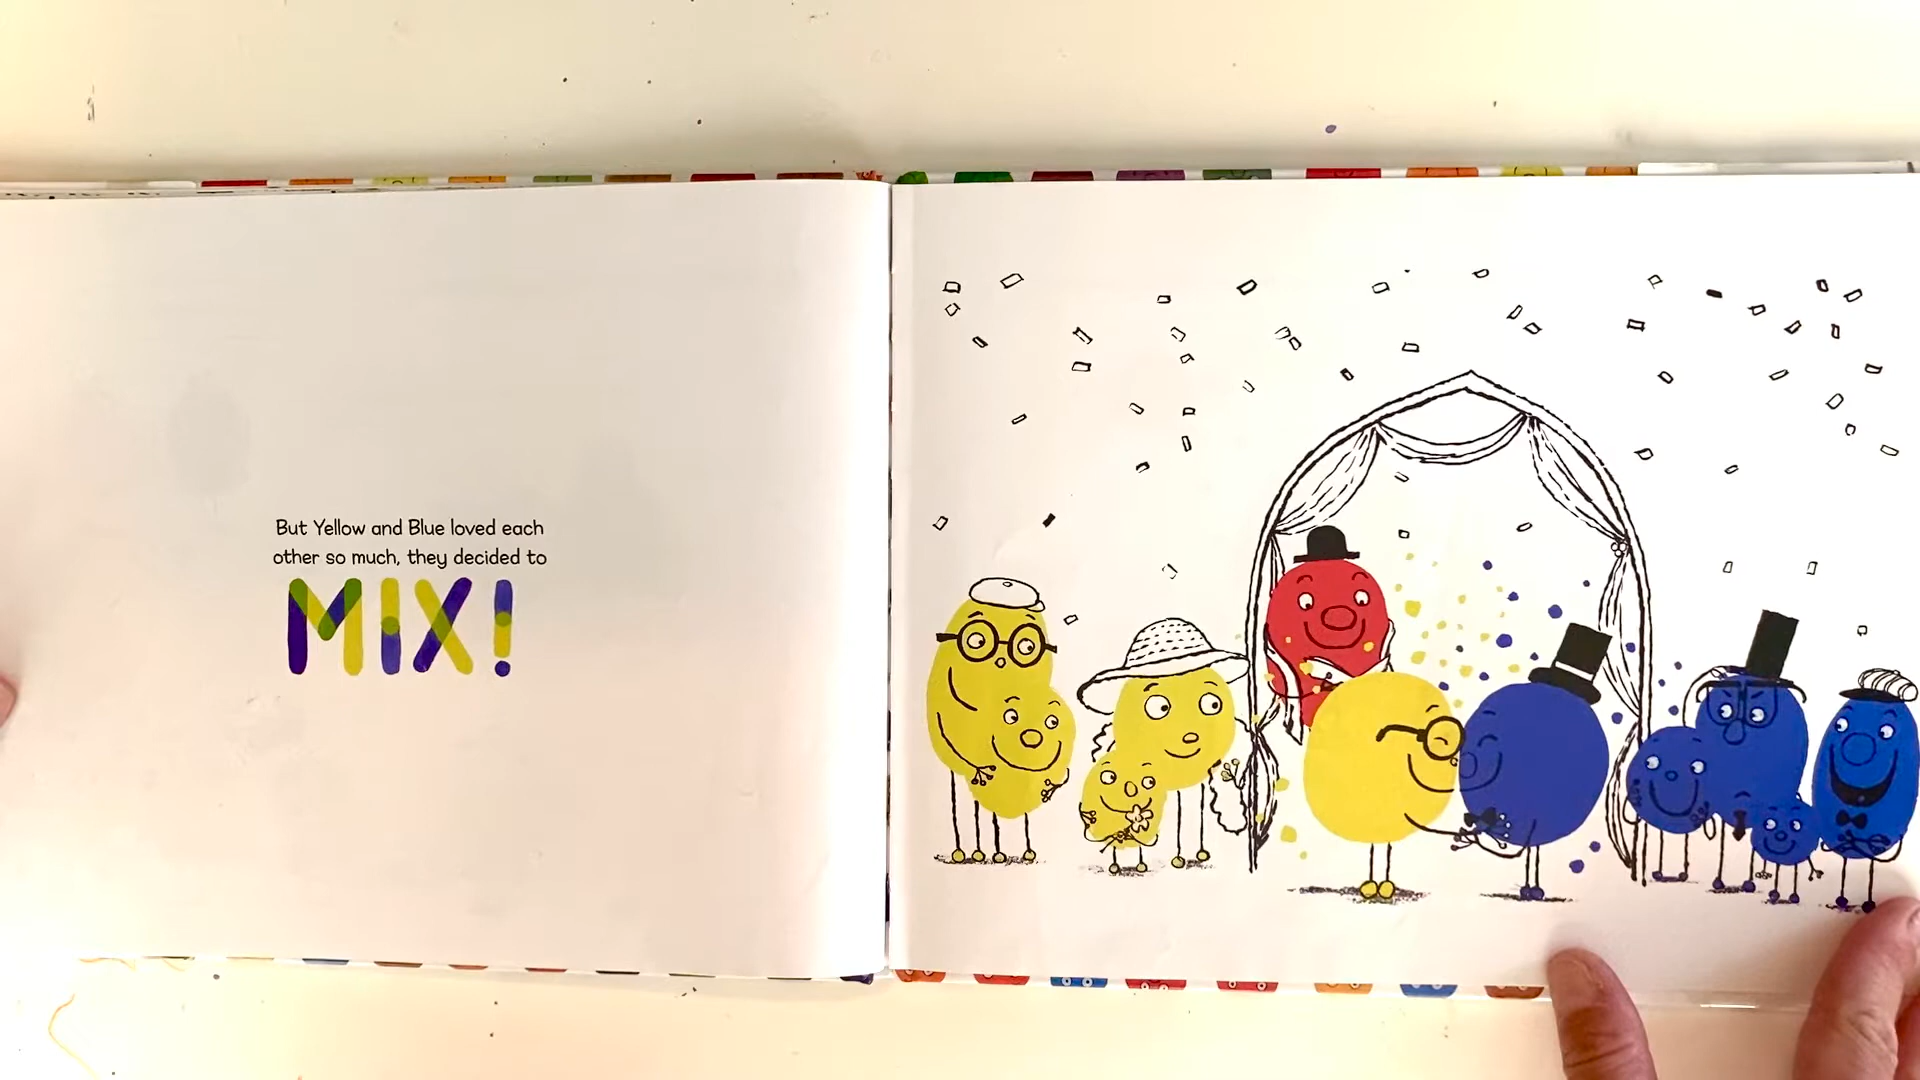 But Yellow and Blue loved each
other so much, they decided to
MIX!